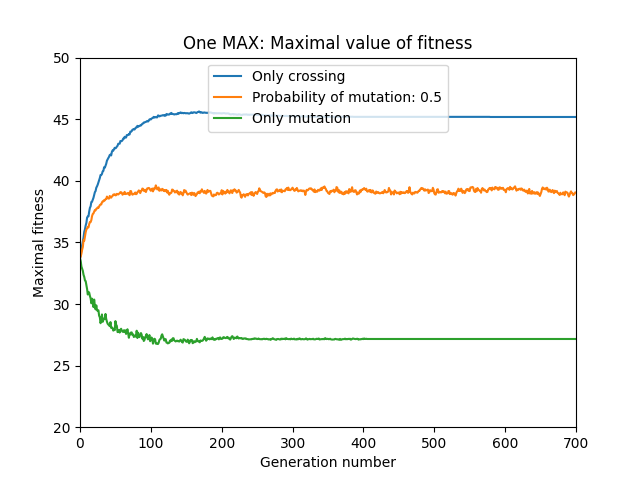 One MAX: Maximal value of fitness
Only crossing
Probability of mutation: 0.5
Only mutation
Maximal fitness
50
45
40
35
30
25
20
0 100 200 300 400 500 600 700
Generation number